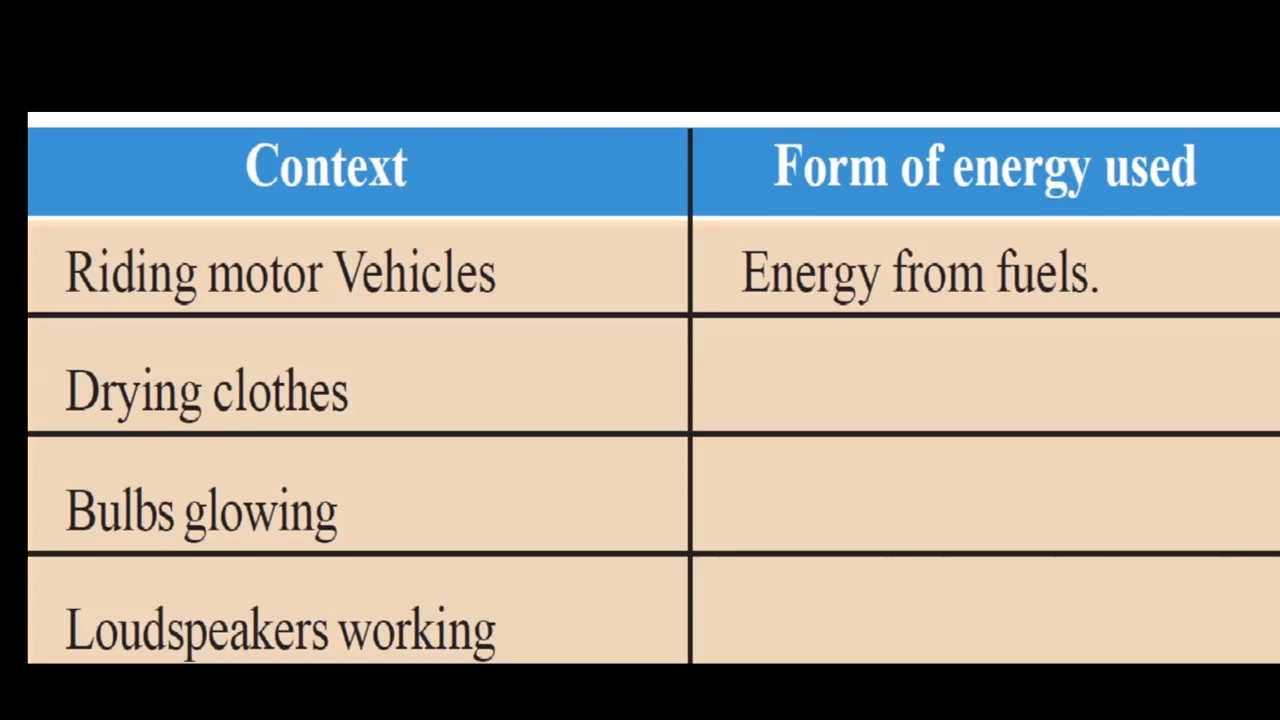 Context Form of energy used
Riding motor Vehicles Energy from fuels.
Drying clothes
Bulbs glowing
Loudspeakers working